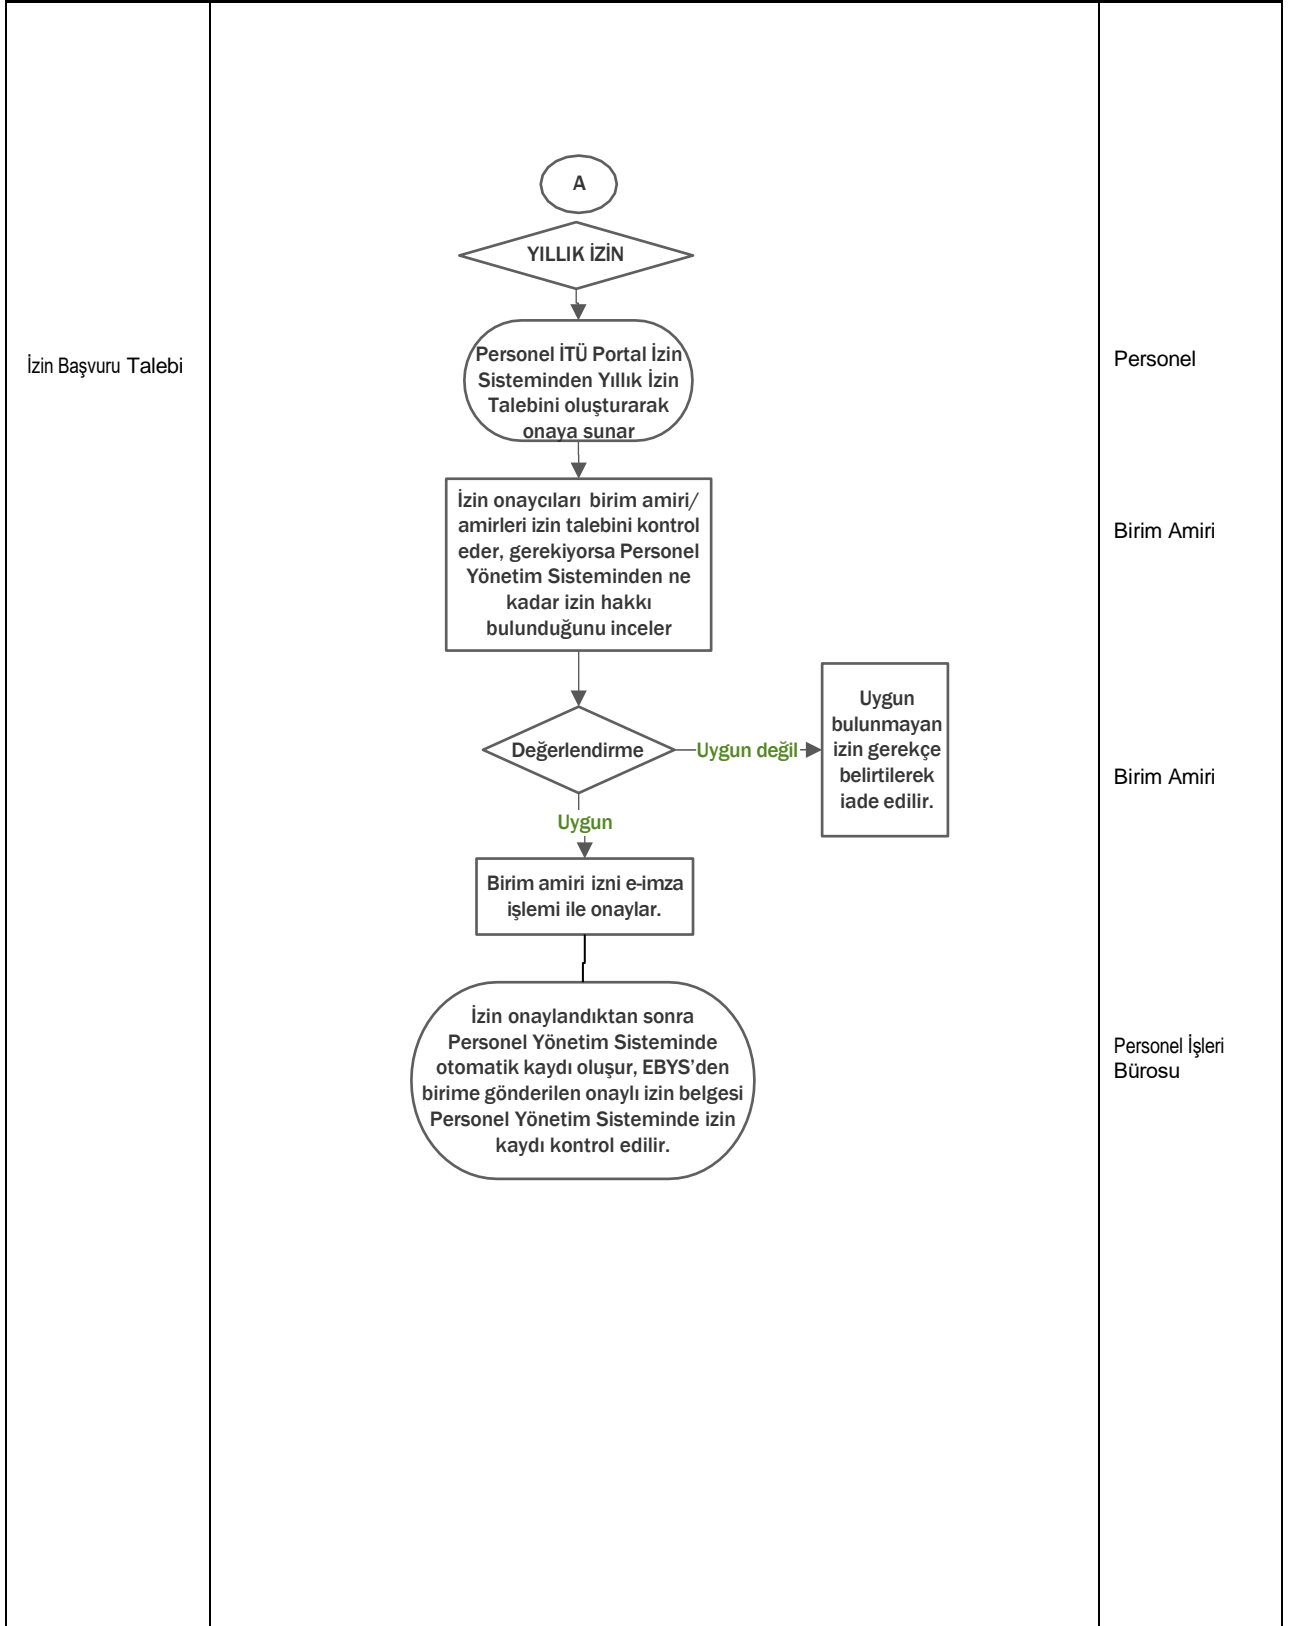 A
YILLIK İZİN
İzin Başvuru Talebi
Personel İTÜ Portal İzin
Sisteminden Yıllık İzin
Talebini oluşturarak
onaya sunar
Personel
İzin onaycıları birim amiri/
amirleri izin talebini kontrol
eder, gerekiyorsa Personel
Yönetim Sisteminden ne
kadar izin hakkı
bulunduğunu inceler
Birim Amiri
Değerlendirme
Uygun değil
Uygun
bulunmayan
izin gerekçe
belirtilerek
iade edilir.
Birim Amiri
Uygun
Birim amiri izni e-imza
işlemi ile onaylar.
İzin onaylandıktan sonra
Personel Yönetim Sisteminde
otomatik kaydı oluşur, EBYS’den
birime gönderilen onaylı izin belgesi
Personel Yönetim Sisteminde izin
kaydı kontrol edilir.
Personel İşleri
Bürosu